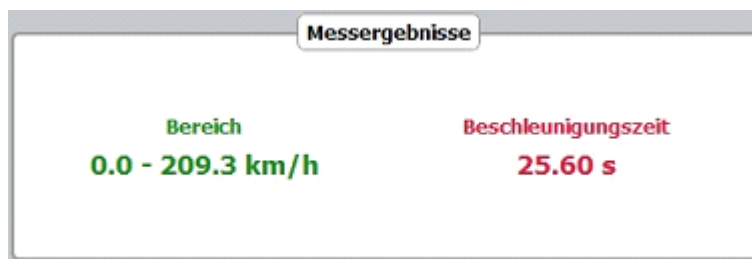 Messergebnisse
Bereich
Beschleunigungszeit
0.0 - 209.3 km/h
25.60 s